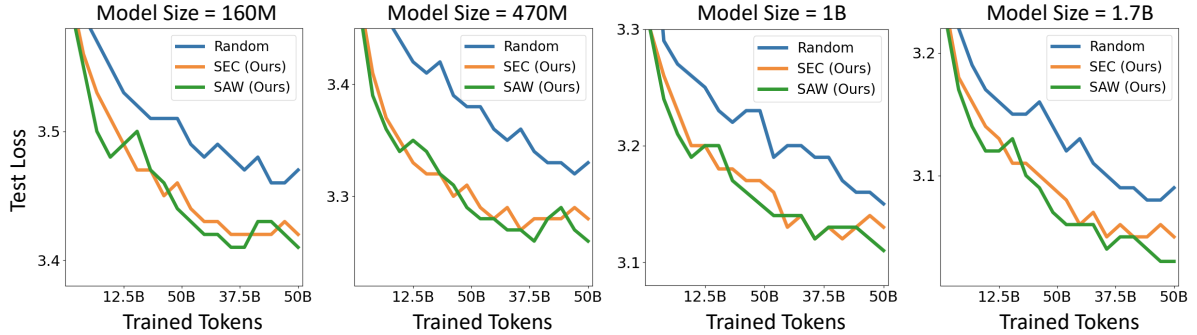 Model Size = 160M
Model Size = 470M
Model Size = 1B
Model Size = 1.7B
Test Loss
3.5
3.4
Random
SEC (Ours)
SAW (Ours)
12.5B
50B
37.5B
50B
Trained Tokens
3.4
3.3
Random
SEC (Ours)
SAW (Ours)
12.5B
50B
37.5B
50B
Trained Tokens
3.3
3.2
3.1
Random
SEC (Ours)
SAW (Ours)
12.5B
50B
37.5B
50B
Trained Tokens
3.2
3.1
Random
SEC (Ours)
SAW (Ours)
12.5B
50B
37.5B
50B
Trained Tokens